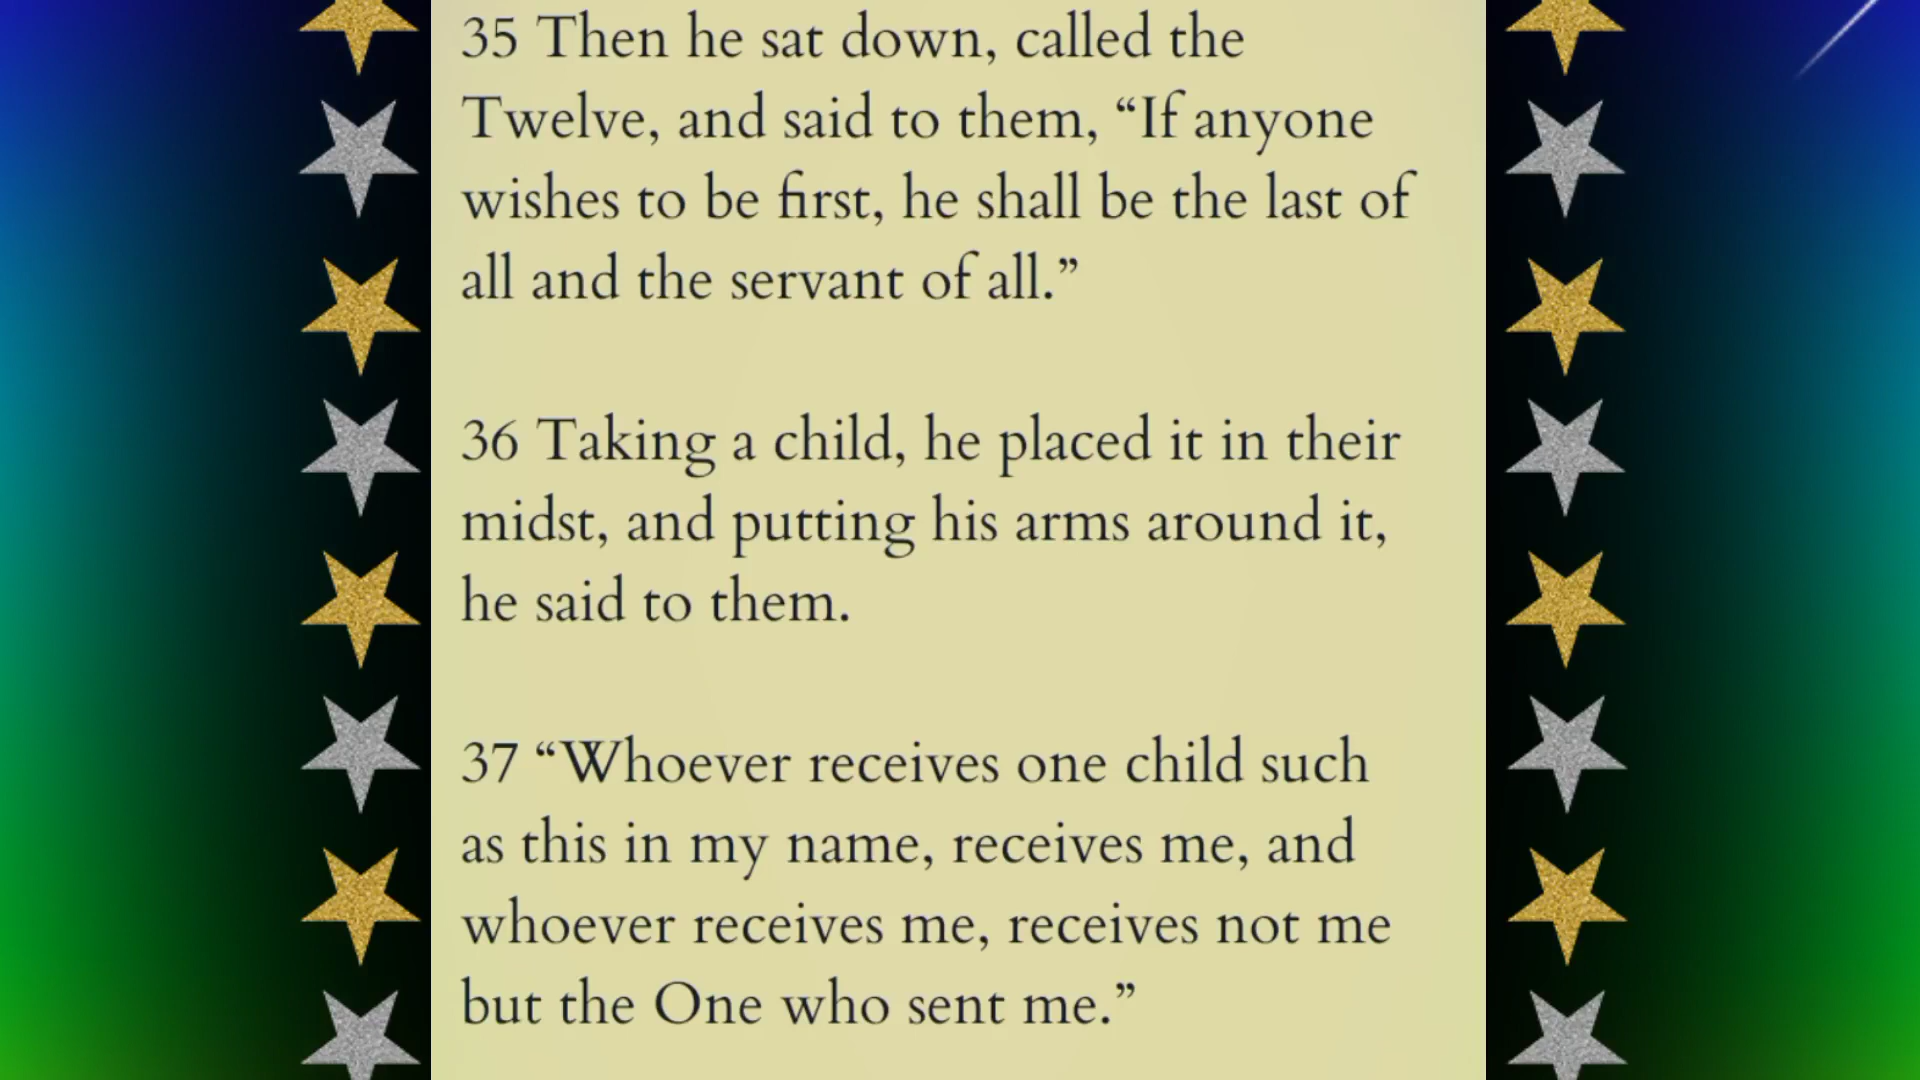 35 Then he sat down, called the
Twelve, and said to them, “If anyone
wishes to be first, he shall be the last of
all and the servant of all.”
36 Taking a child, he placed it in their
midst, and putting his arms around it,
he said to them.
37 “Whoever receives one child such
as this in my name, receives me, and
whoever receives me, receives not me
but the One who sent me.”